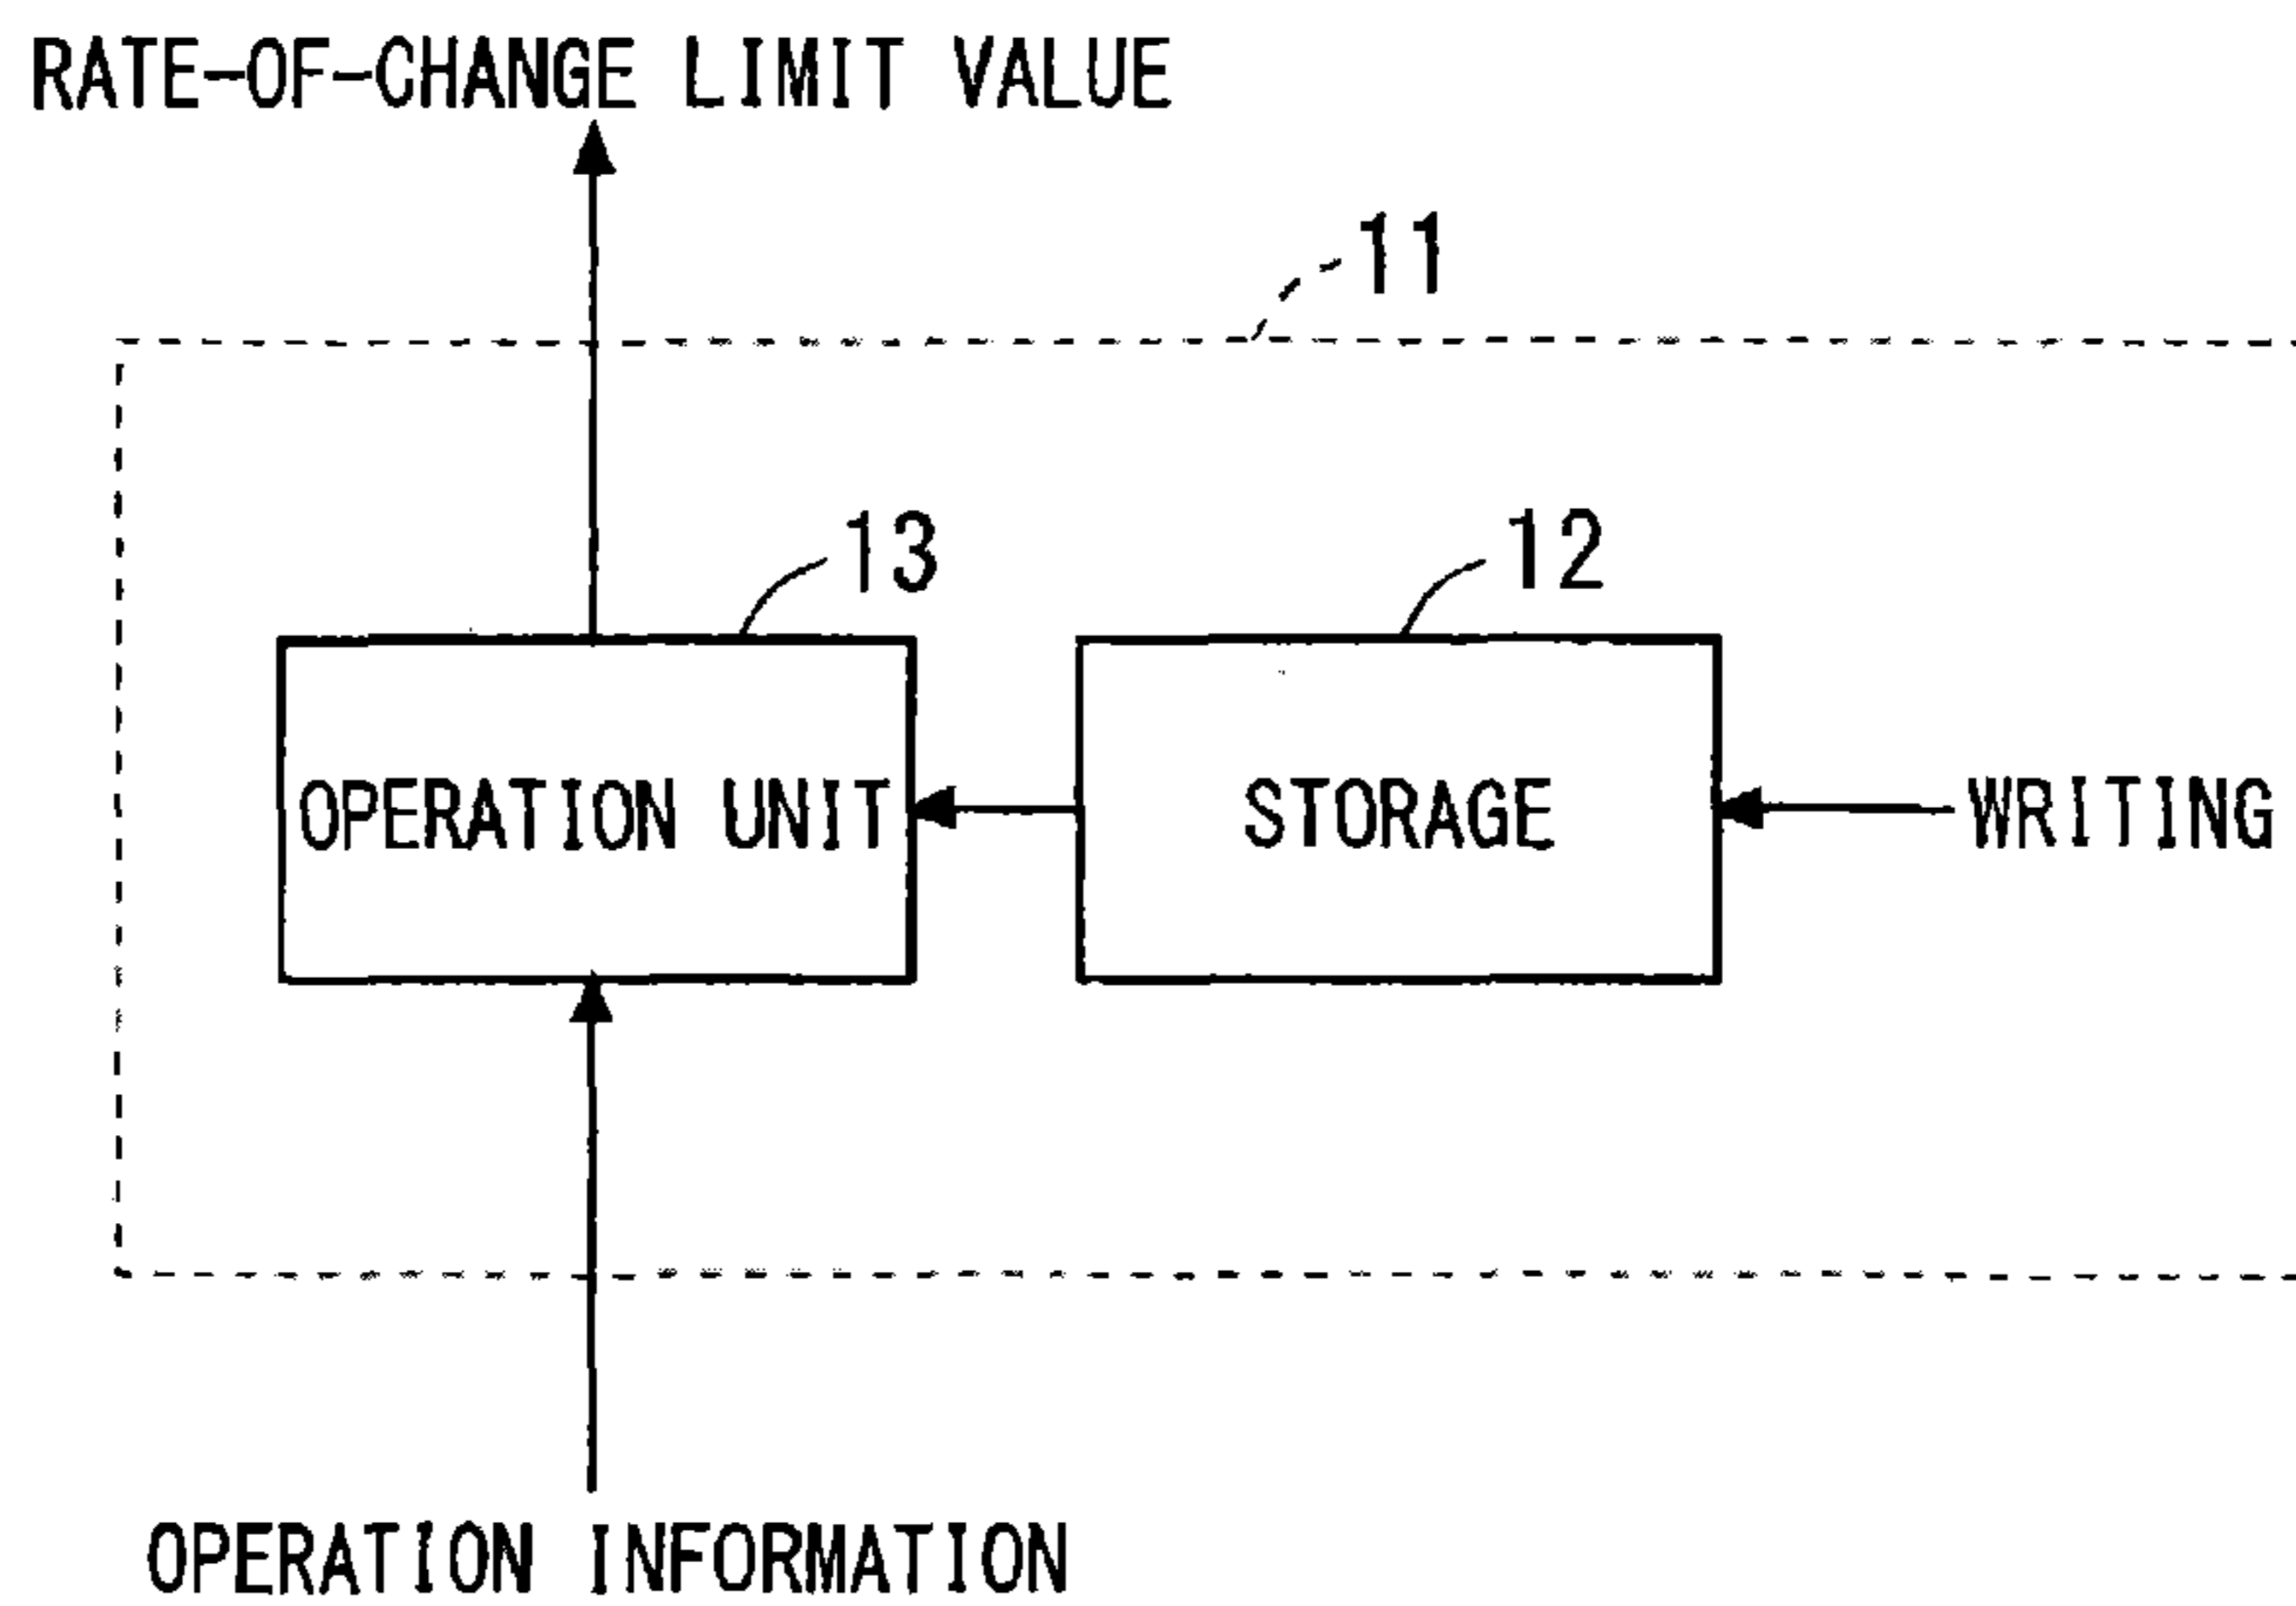 RATE-OF-CHANGE LIMIT VALUE
11
13
12
OPERATION UNIT
STORAGE
WRITING
OPERATION INFORMATION